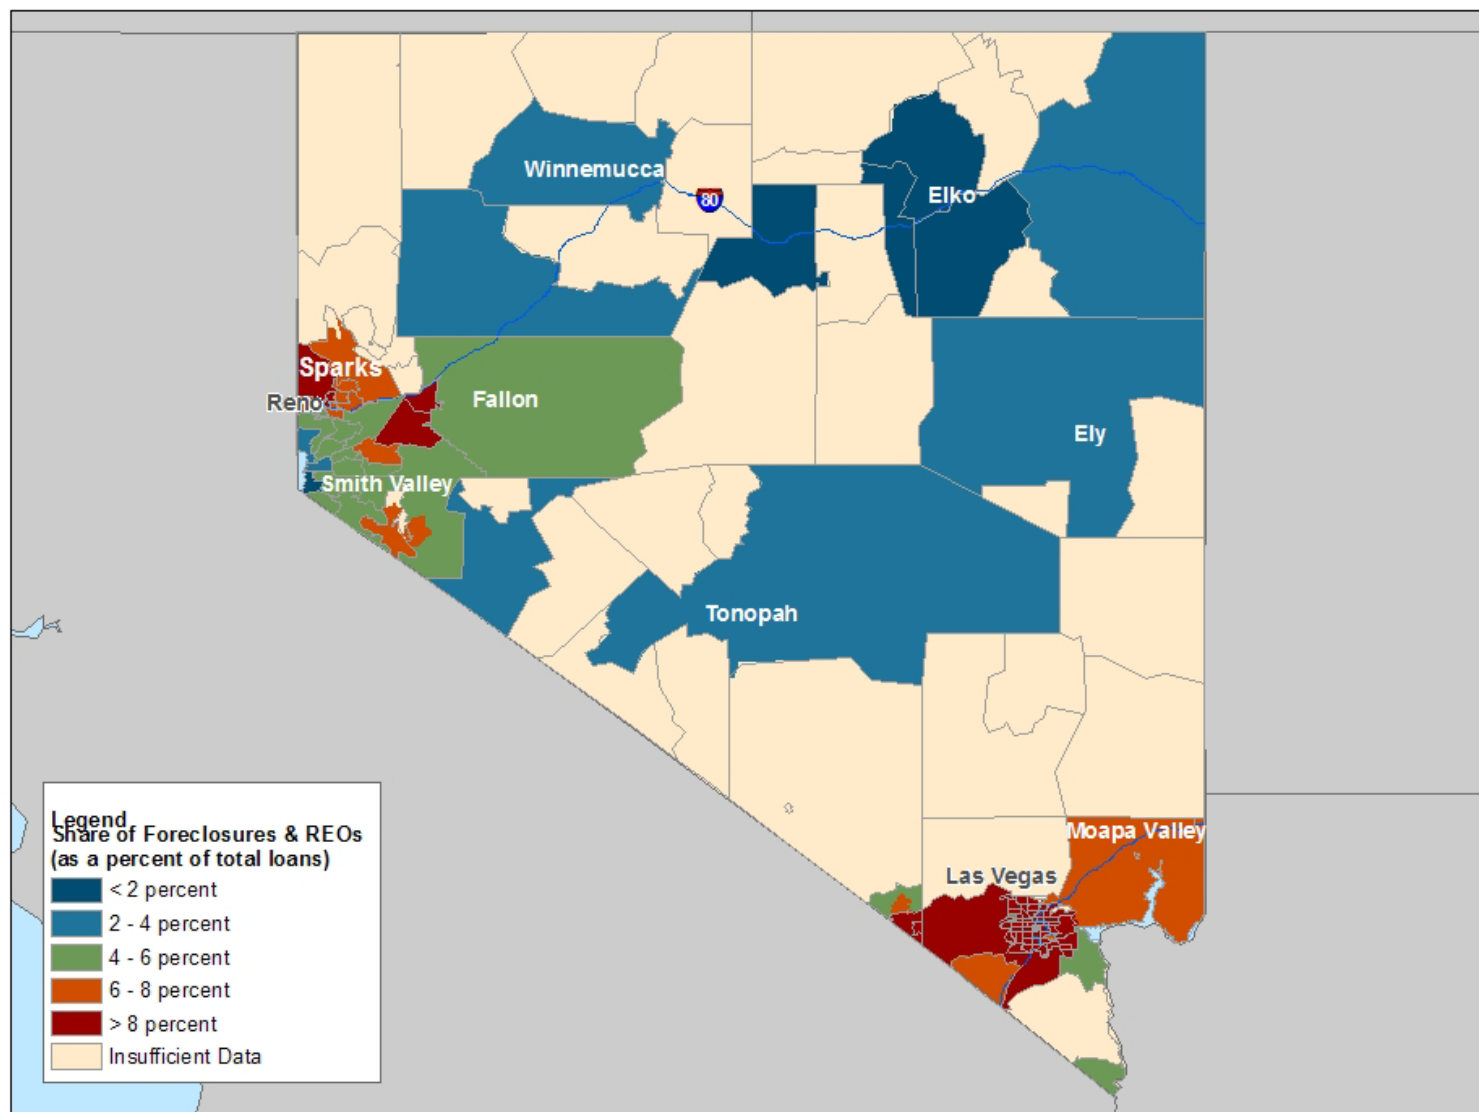 Winnemucca
80
Elko
Sparks
Reno
Fallon
Ely
Smith Valley
Tonopah
Moapa Valley
Las Vegas
Legend
Share of Foreclosures & REOs
(as a percent of total loans)
< 2 percent
2 - 4 percent
4 - 6 percent
6 - 8 percent
> 8 percent
Insufficient Data